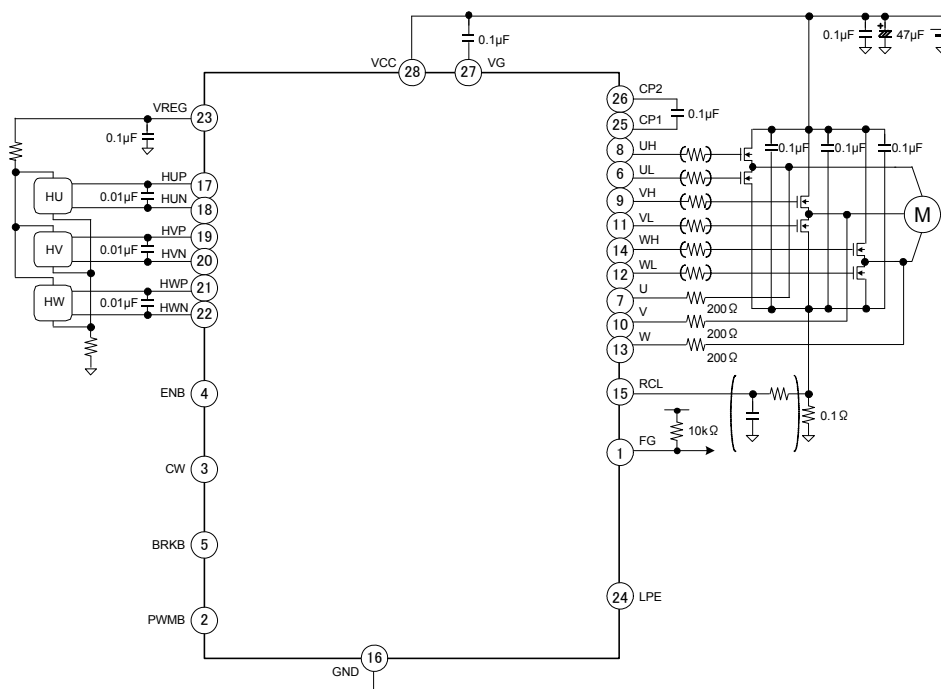 0.1µF
0.1µF
47µF
VCC
28
27
VG
VREG
23
0.1µF
HU
HUP
17
0.01µF
HUN
18
HV
HVP
19
0.01µF
HVN
20
HW
HWP
21
0.01µF
HWN
22
ENB
4
CW
3
BRKB
5
PWMB
2
GND
16
26
CP2
25
CP1
0.1µF
8
UH
6
UL
9
VH
11
VL
14
WH
12
WL
7
U
200Ω
10
V
200Ω
13
W
200Ω
0.1µF
0.1µF
0.1µF
M
15
RCL
0.1Ω
10kΩ
1
FG
24
LPE